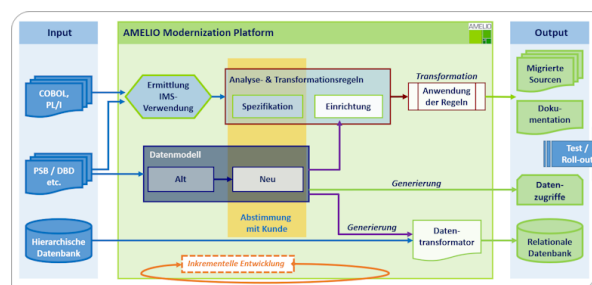 Input
AMELIO Modernization Platform
AMELIO
Output
COBOL,
PL/I
Ermittlung
IMS-
Verwendung
Analyse- & Transformationsregeln
Spezifikation
Einrichtung
Transformation
Anwendung
der Regeln
Migrierte
Sourcen
Doku-
mentation
Test /
Roll-out
PSB / DBD
etc.
Datenmodell
Alt
Neu
Generierung
Daten-
zugriffe
Abstimmung
mit Kunde
Hierarchische
Datenbank
Generierung
Daten-
transformator
Relationale
Datenbank
Inkrementelle Entwicklung